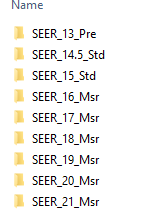 Name
SEER_13_Pre
SEER_14.5_Std
SEER_15_Std
SEER_16_Msr
SEER_17_Msr
SEER_18_Msr
SEER_19_Msr
SEER_20_Msr
SEER_21_Msr